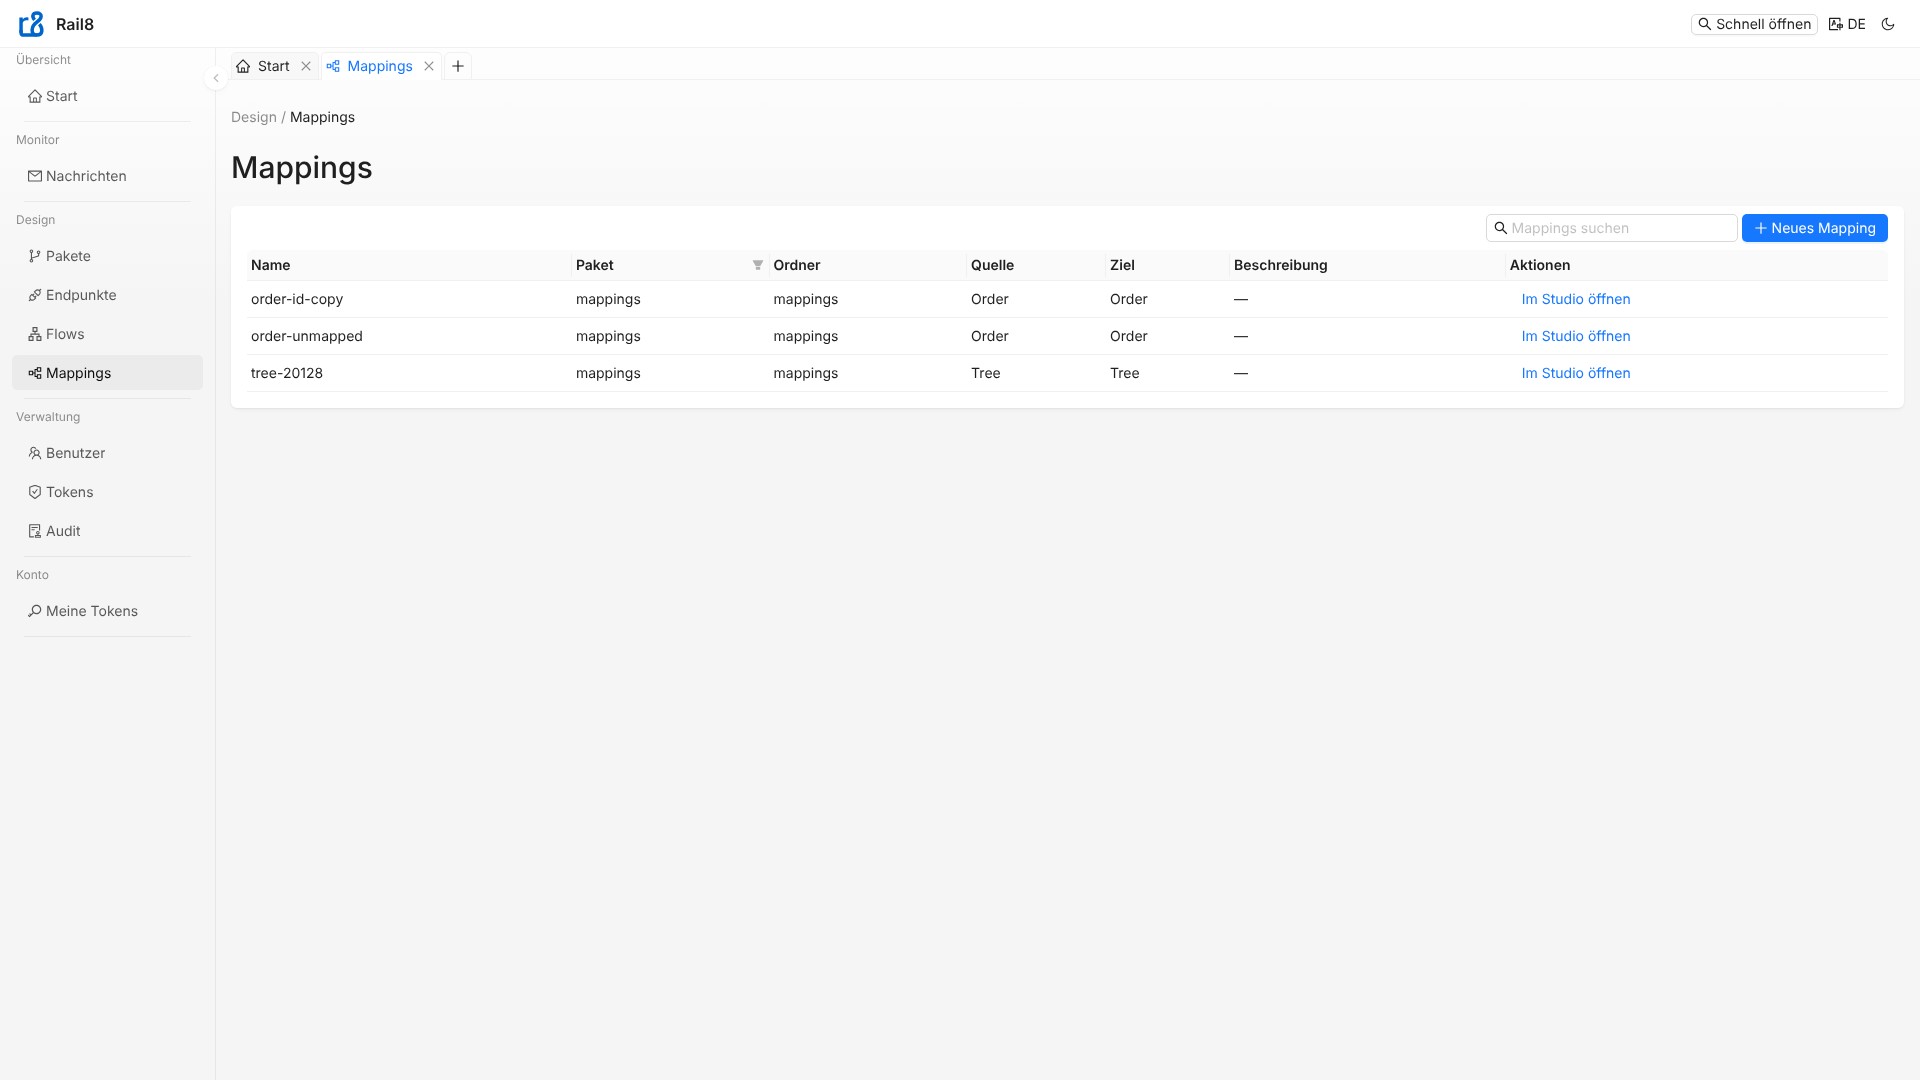 Rail8
Schnell öffnen
DE
Übersicht
Start
Monitor
Nachrichten
Design
Pakete
Endpunkte
Flows
Mappings
Verwaltung
Benutzer
Tokens
Audit
Konto
Meine Tokens
Start
Mappings
Design / Mappings
Mappings
Mappings suchen
Neues Mapping
Name Paket Ordner Quelle Ziel Beschreibung Aktionen
order-id-copy mappings mappings Order Order — Im Studio öffnen
order-unmapped mappings mappings Order Order — Im Studio öffnen
tree-20128 mappings mappings Tree Tree — Im Studio öffnen